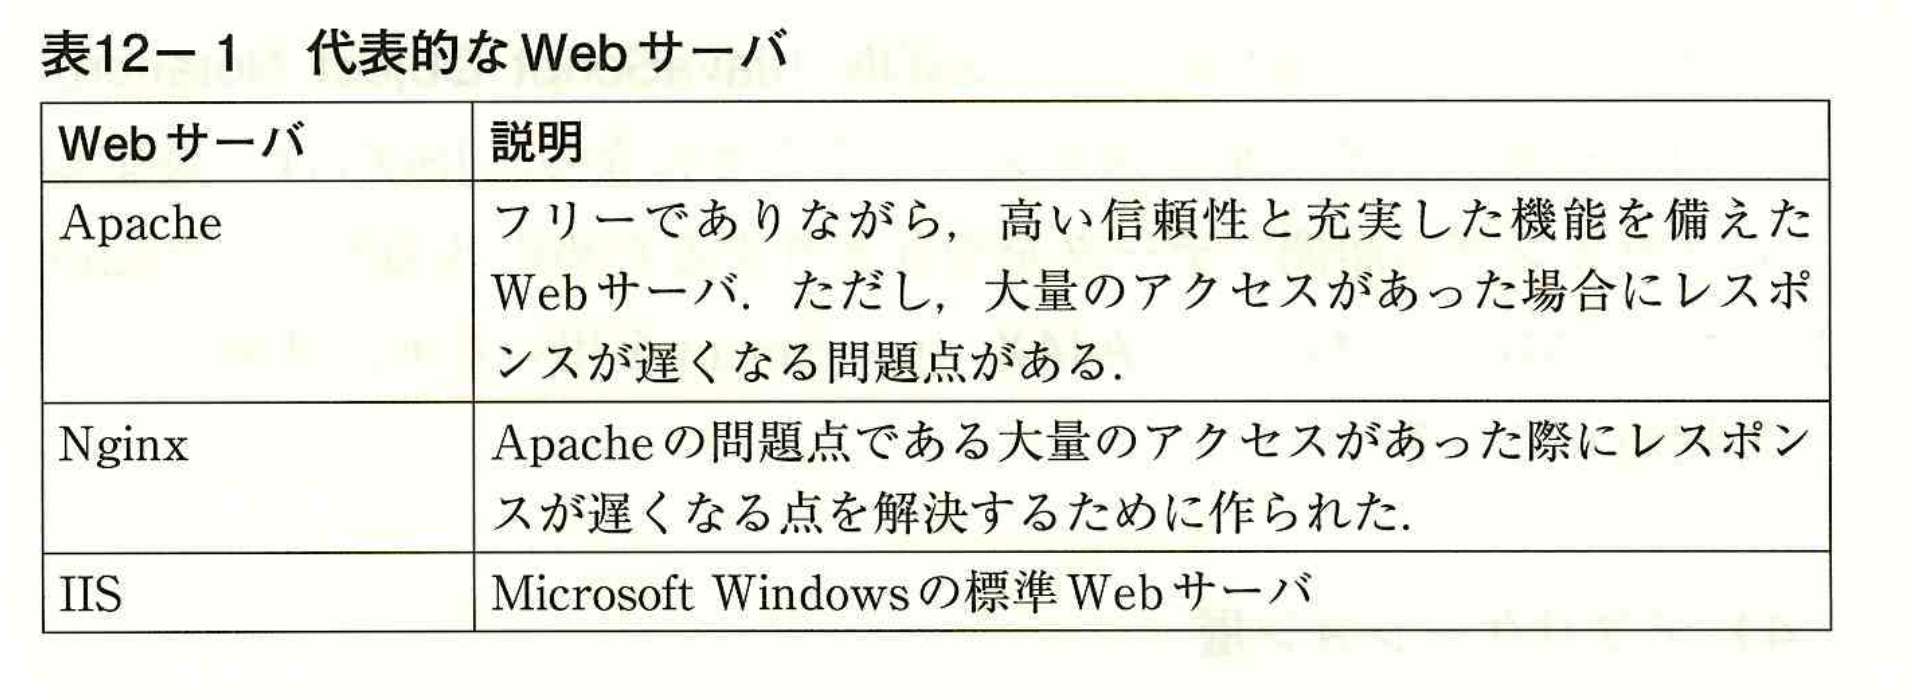 表12－1　代表的なWebサーバ
Webサーバ
説明
Apache
フリーでありながら，高い信頼性と充実した機能を備えた
Webサーバ．ただし，大量のアクセスがあった場合にレスポ
ンスが遅くなる問題点がある．
Nginx
Apacheの問題点である大量のアクセスがあった際にレスポン
スが遅くなる点を解決するために作られた．
IIS
Microsoft Windowsの標準Webサーバ